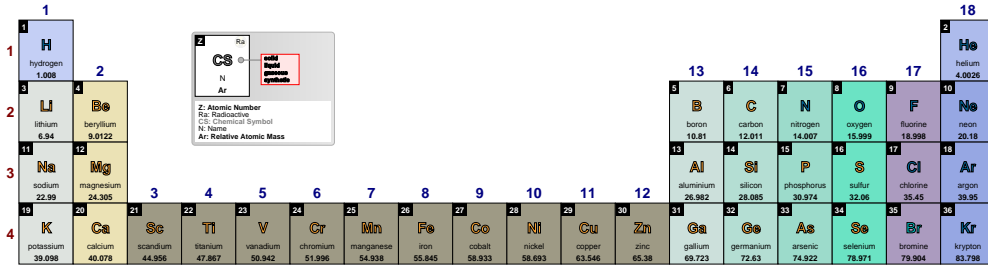 1
18
1
1
H
hydrogen
1.008
2
He
helium
4.0026
Z
Ra
CS
N
Ar
solid
liquid
gaseous
synthetic
Z: Atomic Number
Ra: Radioactive
CS: Chemical Symbol
N: Name
Ar: Relative Atomic Mass
2
13
14
15
16
17
2
3
Li
lithium
6.94
4
Be
beryllium
9.0122
5
B
boron
10.81
6
C
carbon
12.011
7
N
nitrogen
14.007
8
O
oxygen
15.999
9
F
fluorine
18.998
10
Ne
neon
20.18
3
11
Na
sodium
22.99
12
Mg
magnesium
24.305
13
Al
aluminium
26.982
14
Si
silicon
28.085
15
P
phosphorus
30.974
16
S
sulfur
32.06
17
Cl
chlorine
35.45
18
Ar
argon
39.95
3
4
5
6
7
8
9
10
11
12
4
19
K
potassium
39.098
20
Ca
calcium
40.078
21
Sc
scandium
44.956
22
Ti
titanium
47.867
23
V
vanadium
50.942
24
Cr
chromium
51.996
25
Mn
manganese
54.938
26
Fe
iron
55.845
27
Co
cobalt
58.933
28
Ni
nickel
58.693
29
Cu
copper
63.546
30
Zn
zinc
65.38
31
Ga
gallium
69.723
32
Ge
germanium
72.63
33
As
arsenic
74.922
34
Se
selenium
78.971
35
Br
bromine
79.904
36
Kr
krypton
83.798